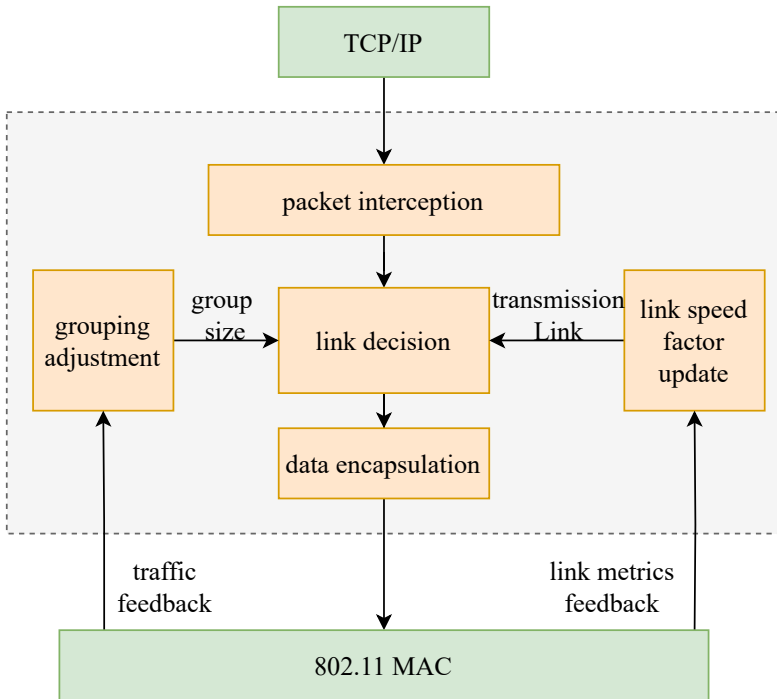 TCP/IP
packet interception
grouping
adjustment
group
size
link decision
transmission
Link
link speed
factor
update
data encapsulation
traffic
feedback
link metrics
feedback
802.11 MAC